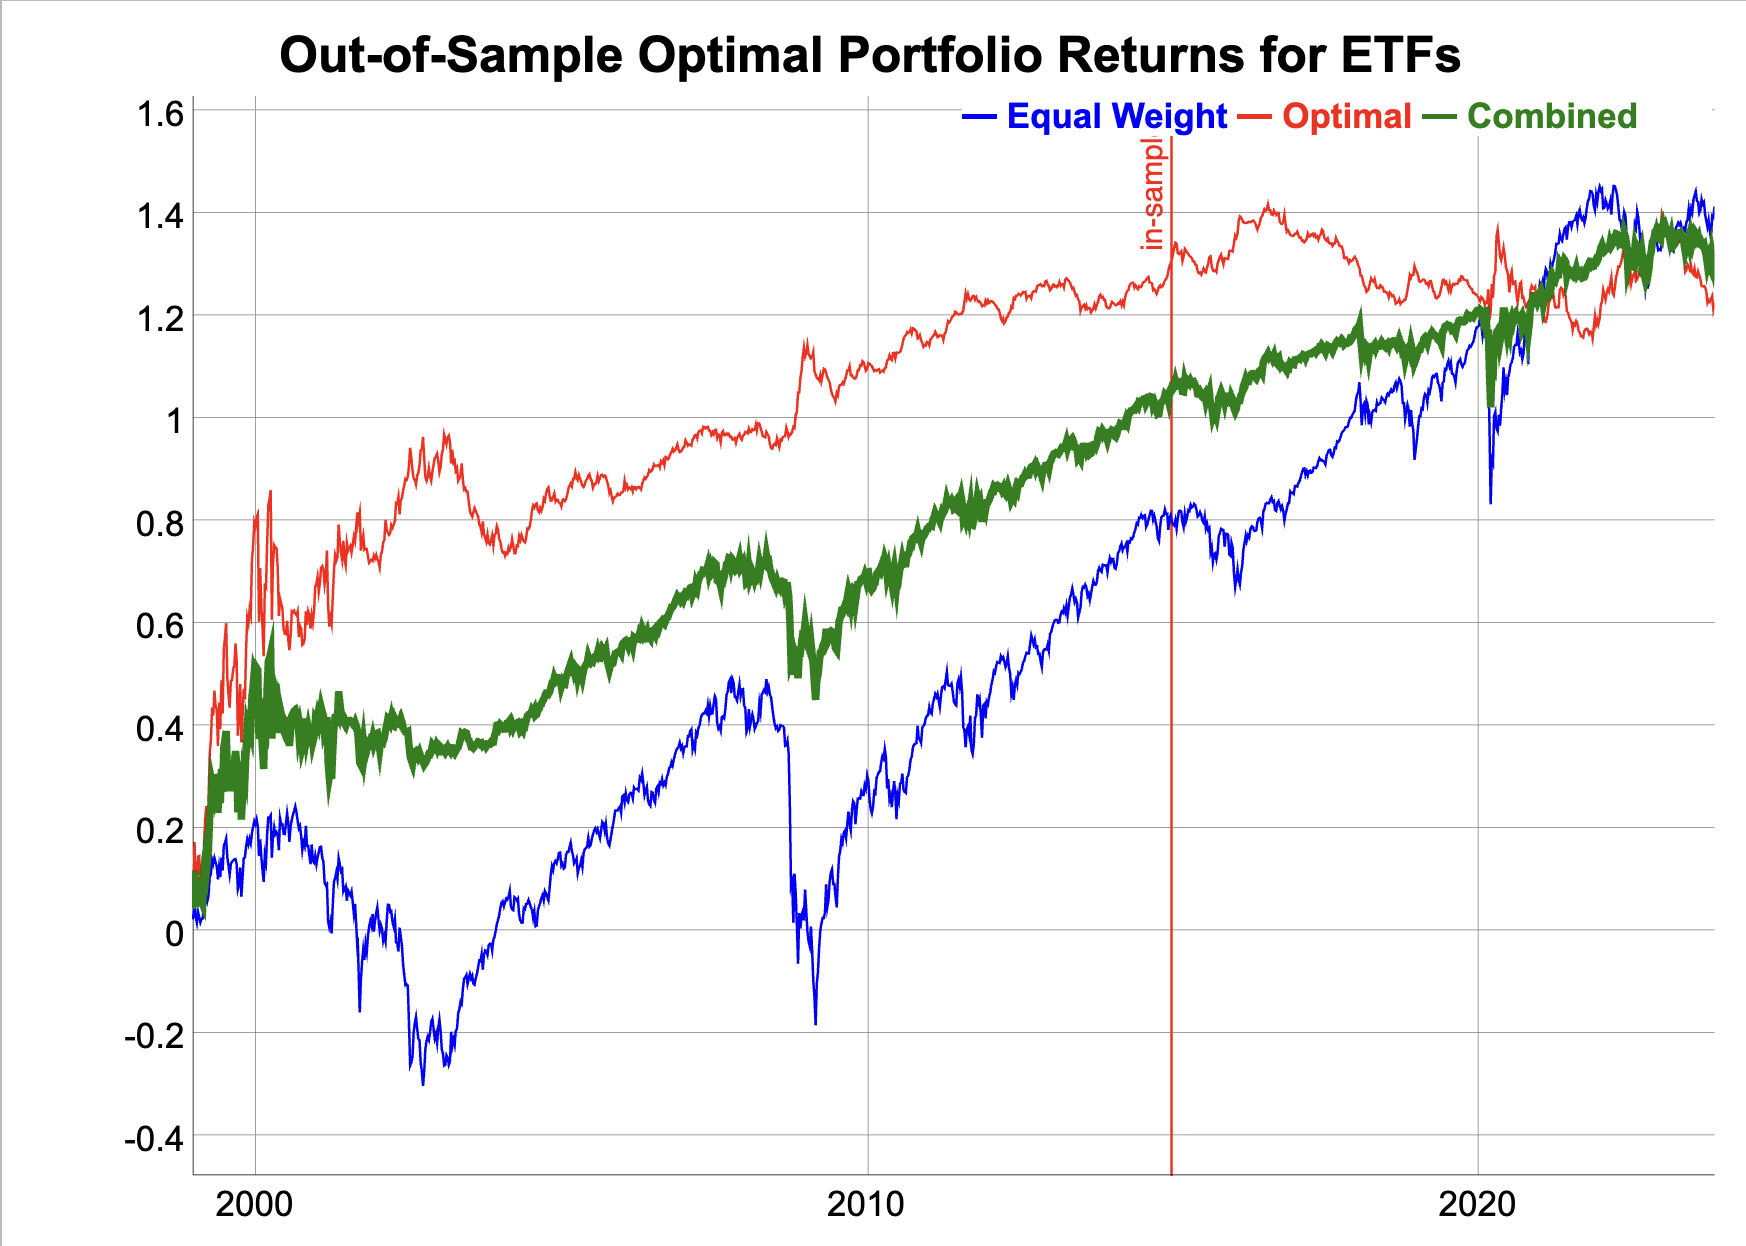 Out-of-Sample Optimal Portfolio Returns for ETFs
Equal Weight Optimal Combined
in-sample
1.6
1.4
1.2
1
0.8
0.6
0.4
0.2
0
-0.2
-0.4
2000 2010 2020